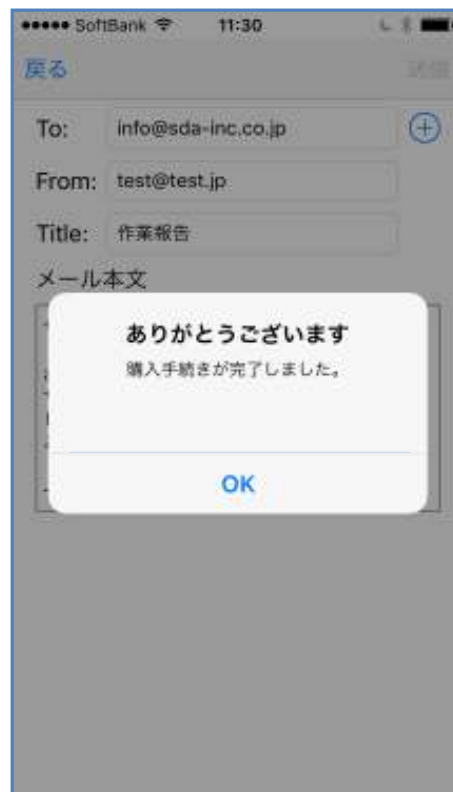 SoftBank 11:30
戻る 送信
To: info@sda-inc.co.jp
From: test@test.jp
Title: 作業報告
メール本文
ありがとうございます
購入手続きが完了しました。
OK